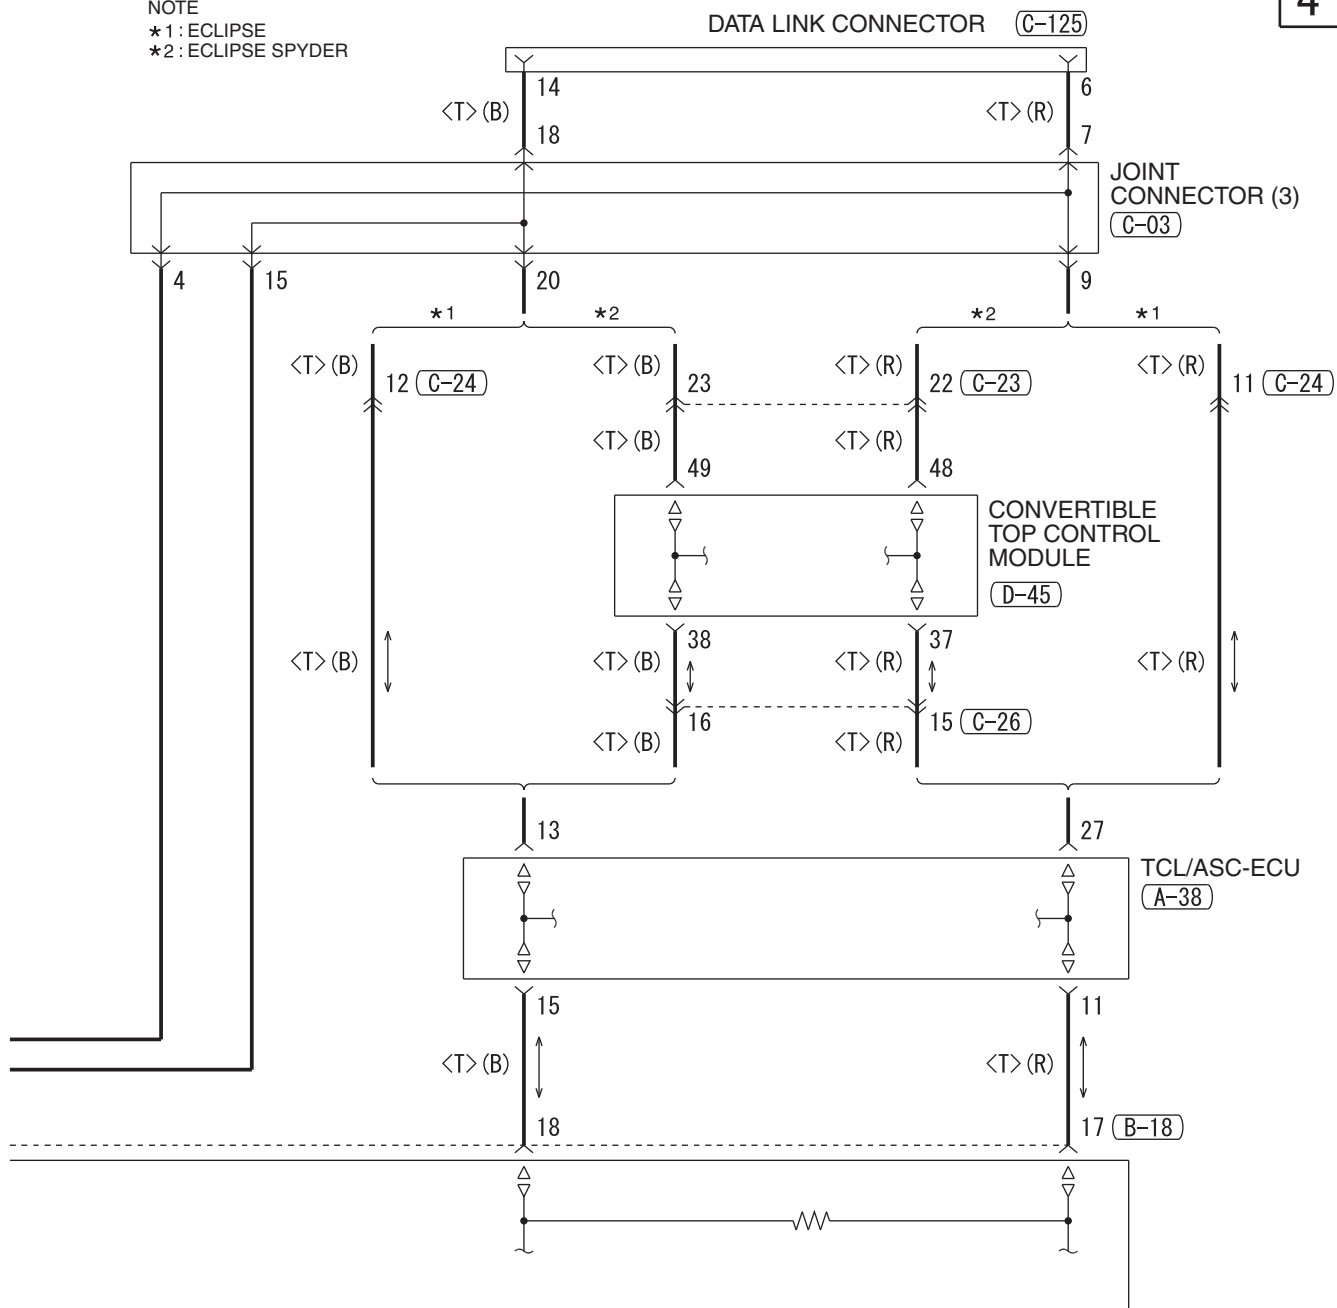 NOTE
*1 : ECLIPSE
*2 : ECLIPSE SPYDER
DATA LINK CONNECTOR C-125
4
14 6
<T>(B) <T>(R)
18 7
JOINT
CONNECTOR (3)
C-03
4 15 20 9
*1 *2 *2 *1
<T>(B) <T>(B) <T>(R) <T>(R)
12 C-24 23 22 C-23 11 C-24
<T>(B) <T>(R)
49 48
CONVERTIBLE
TOP CONTROL
MODULE
D-45
38 37
<T>(B) <T>(B) <T>(R) <T>(R)
16 15 C-26
<T>(B) <T>(R)
13 27
TCL/ASC-ECU
A-38
15 11
<T>(B) <T>(R)
18 17 B-18